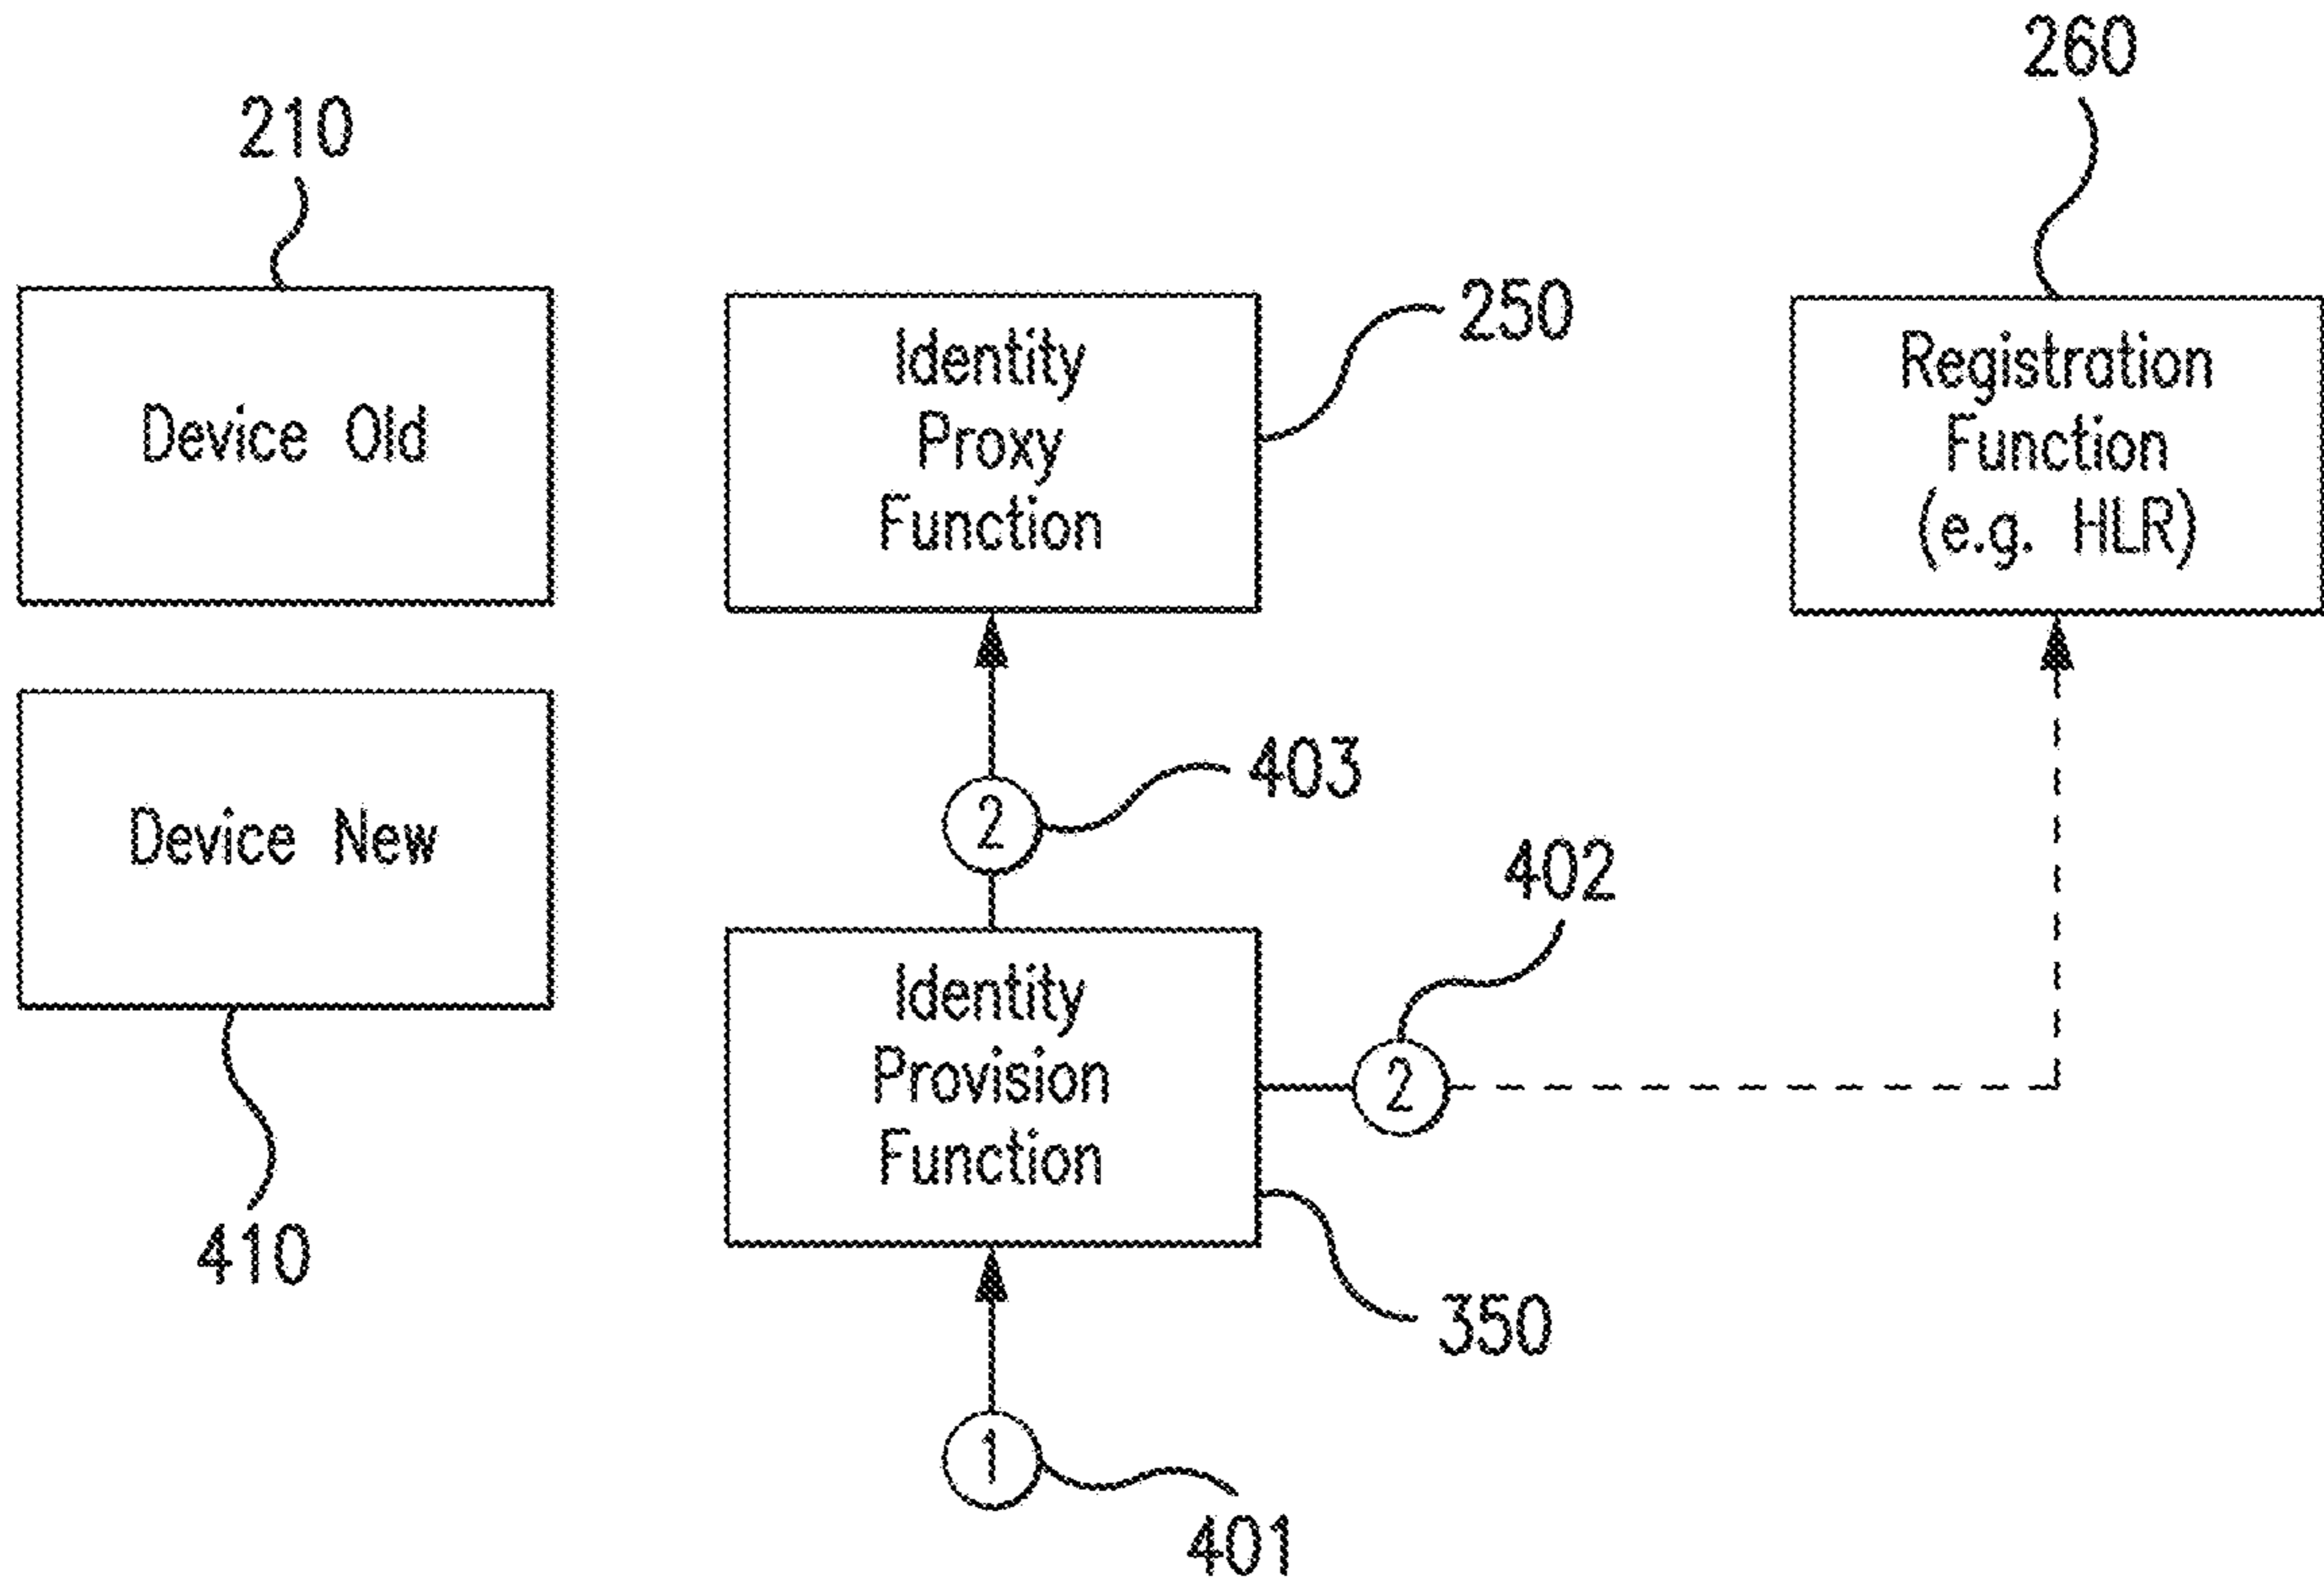 260
210
Device Old
Identity
Proxy
Function
250
Registration
Function
(e.g. HLR)
2
403
Device New
402
Identity
Provision
Function
2
410
350
1
401